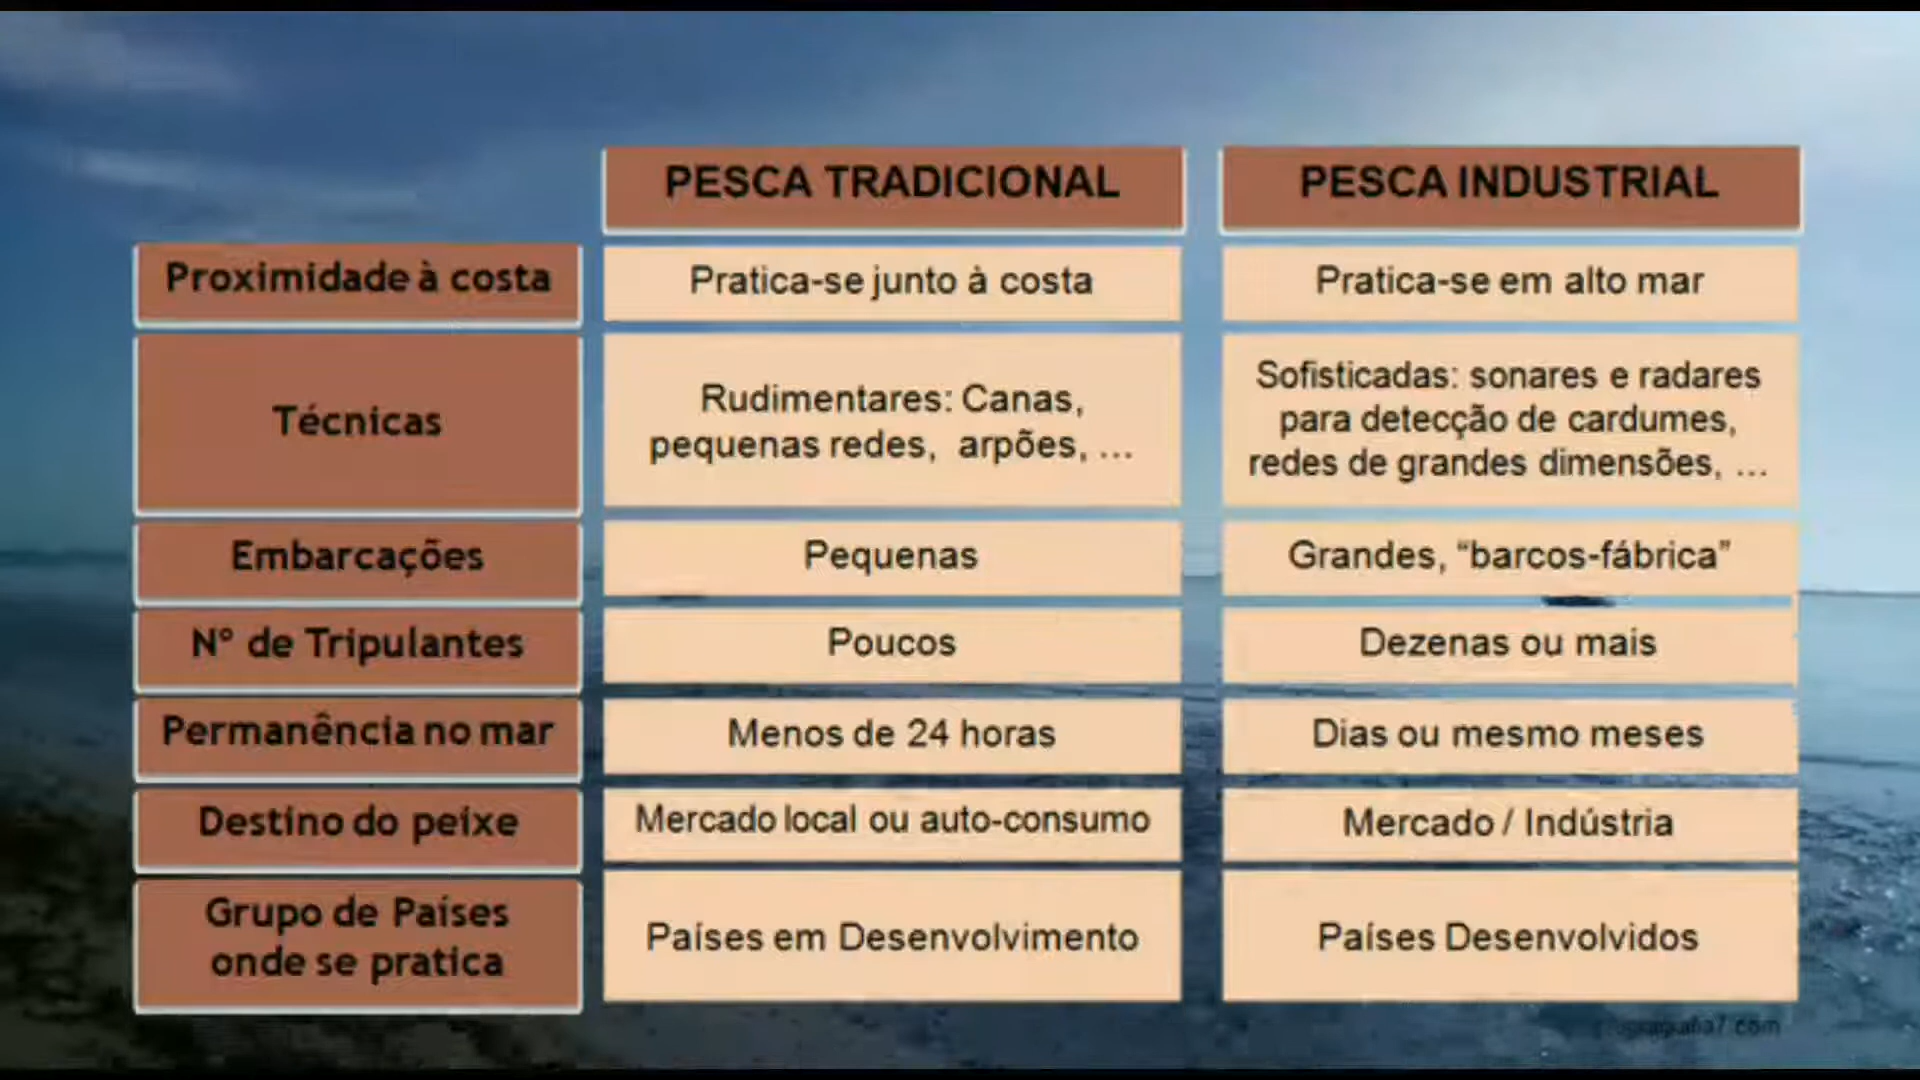 PESCA TRADICIONAL
PESCA INDUSTRIAL
Proximidade à costa
Pratica-se junto à costa
Pratica-se em alto mar
Técnicas
Rudimentares: Canas,
pequenas redes, arpões, ...
Sofisticadas: sonares e radares
para detecção de cardumes,
redes de grandes dimensões, ...
Embarcações
Pequenas
Grandes, “barcos-fábrica”
Nº de Tripulantes
Poucos
Dezenas ou mais
Permanência no mar
Menos de 24 horas
Dias ou mesmo meses
Destino do peixe
Mercado local ou auto-consumo
Mercado / Indústria
Grupo de Países
onde se pratica
Países em Desenvolvimento
Países Desenvolvidos